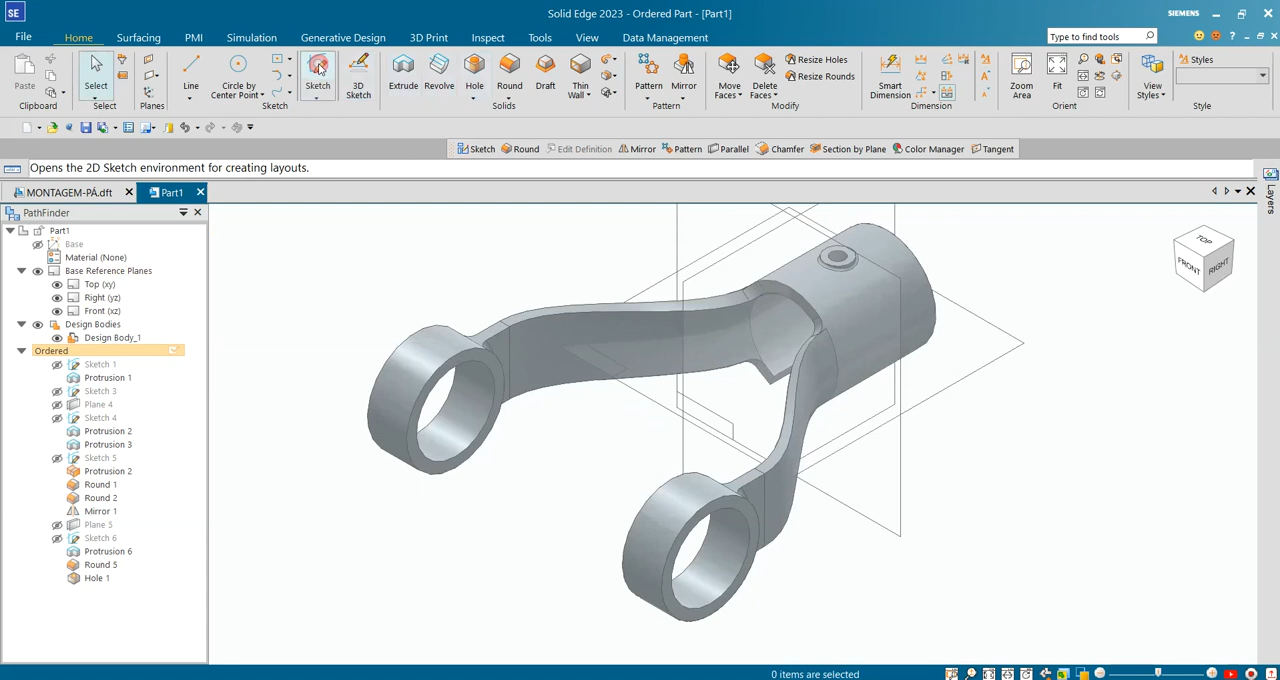 SE
Solid Edge 2023 - Ordered Part - [Part1]
SIEMENS
File
Home
Surfacing
PMI
Simulation
Generative Design
3D Print
Inspect
Tools
View
Data Management
Type to find tools
Paste
Clipboard
Select
Select
Planes
Line
Circle by
Center Point
Sketch
Sketch
3D
Sketch
Extrude
Revolve
Hole
Round
Draft
Thin
Wall
Solids
Pattern
Mirror
Pattern
Move
Faces
Delete
Faces
Resize Holes
Resize Rounds
Modify
Smart
Dimension
Dimension
Zoom
Area
Fit
Orient
View
Styles
Styles
Style
Sketch
Round
Edit Definition
Mirror
Pattern
Parallel
Chamfer
Section by Plane
Color Manager
Tangent
Opens the 2D Sketch environment for creating layouts.
MONTAGEM-PÁ.dft
Part1
PathFinder
Part1
Base
Material (None)
Base Reference Planes
Top (xy)
Right (yz)
Front (xz)
Design Bodies
Design Body_1
Ordered
Sketch 1
Protrusion 1
Sketch 3
Plane 4
Sketch 4
Protrusion 2
Protrusion 3
Sketch 5
Protrusion 2
Round 1
Round 2
Mirror 1
Plane 5
Sketch 6
Protrusion 6
Round 5
Hole 1
TOP
FRONT
RIGHT
Layers
0 items are selected